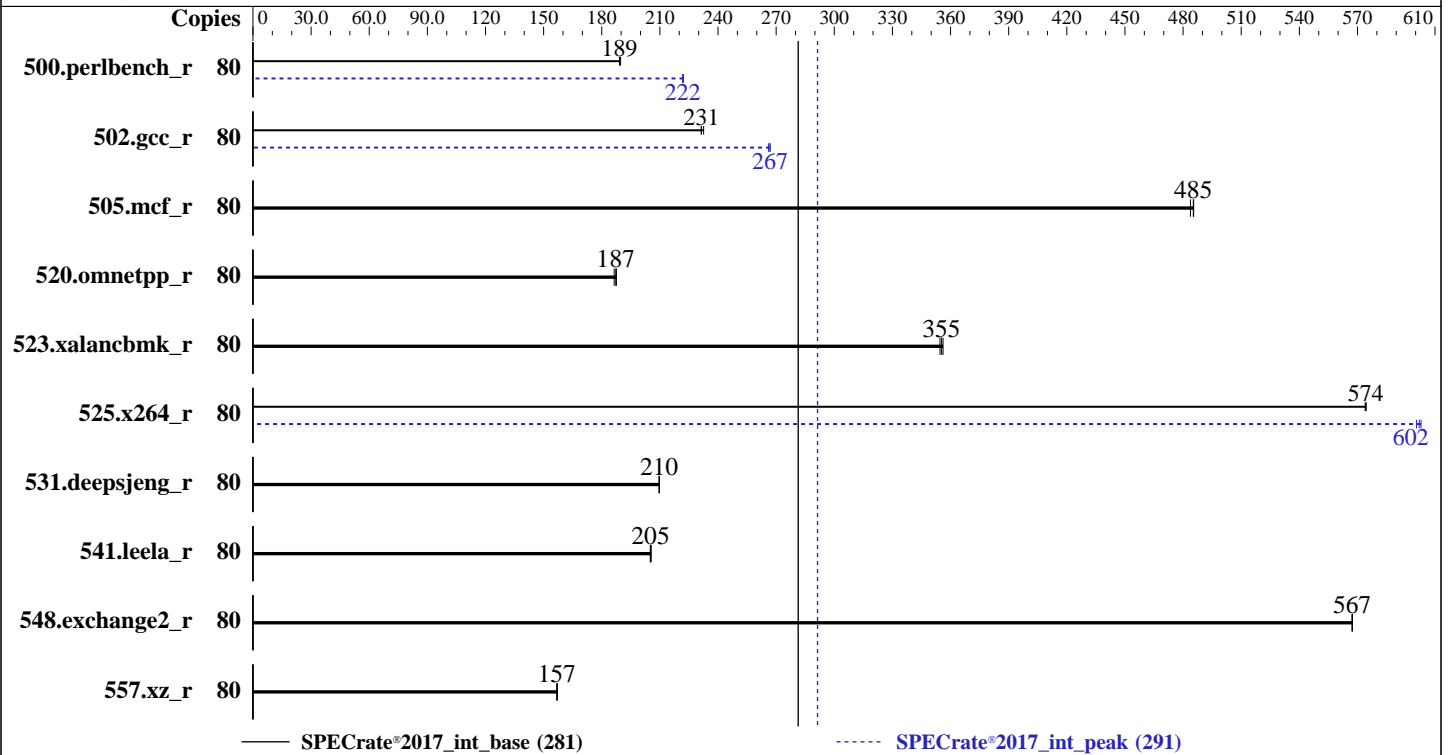 Copies 0 30.0 60.0 90.0 120 150 180 210 240 270 300 330 360 390 420 450 480 510 540 570 610
500.perlbench_r 80 189
222
502.gcc_r 80 231
267
505.mcf_r 80 485
520.omnetpp_r 80 187
523.xalancbmk_r 80 355
525.x264_r 80 574
602
531.deepsjeng_r 80 210
541.leela_r 80 205
548.exchange2_r 80 567
557.xz_r 80 157
SPECrate®2017_int_base (281) SPECrate®2017_int_peak (291)